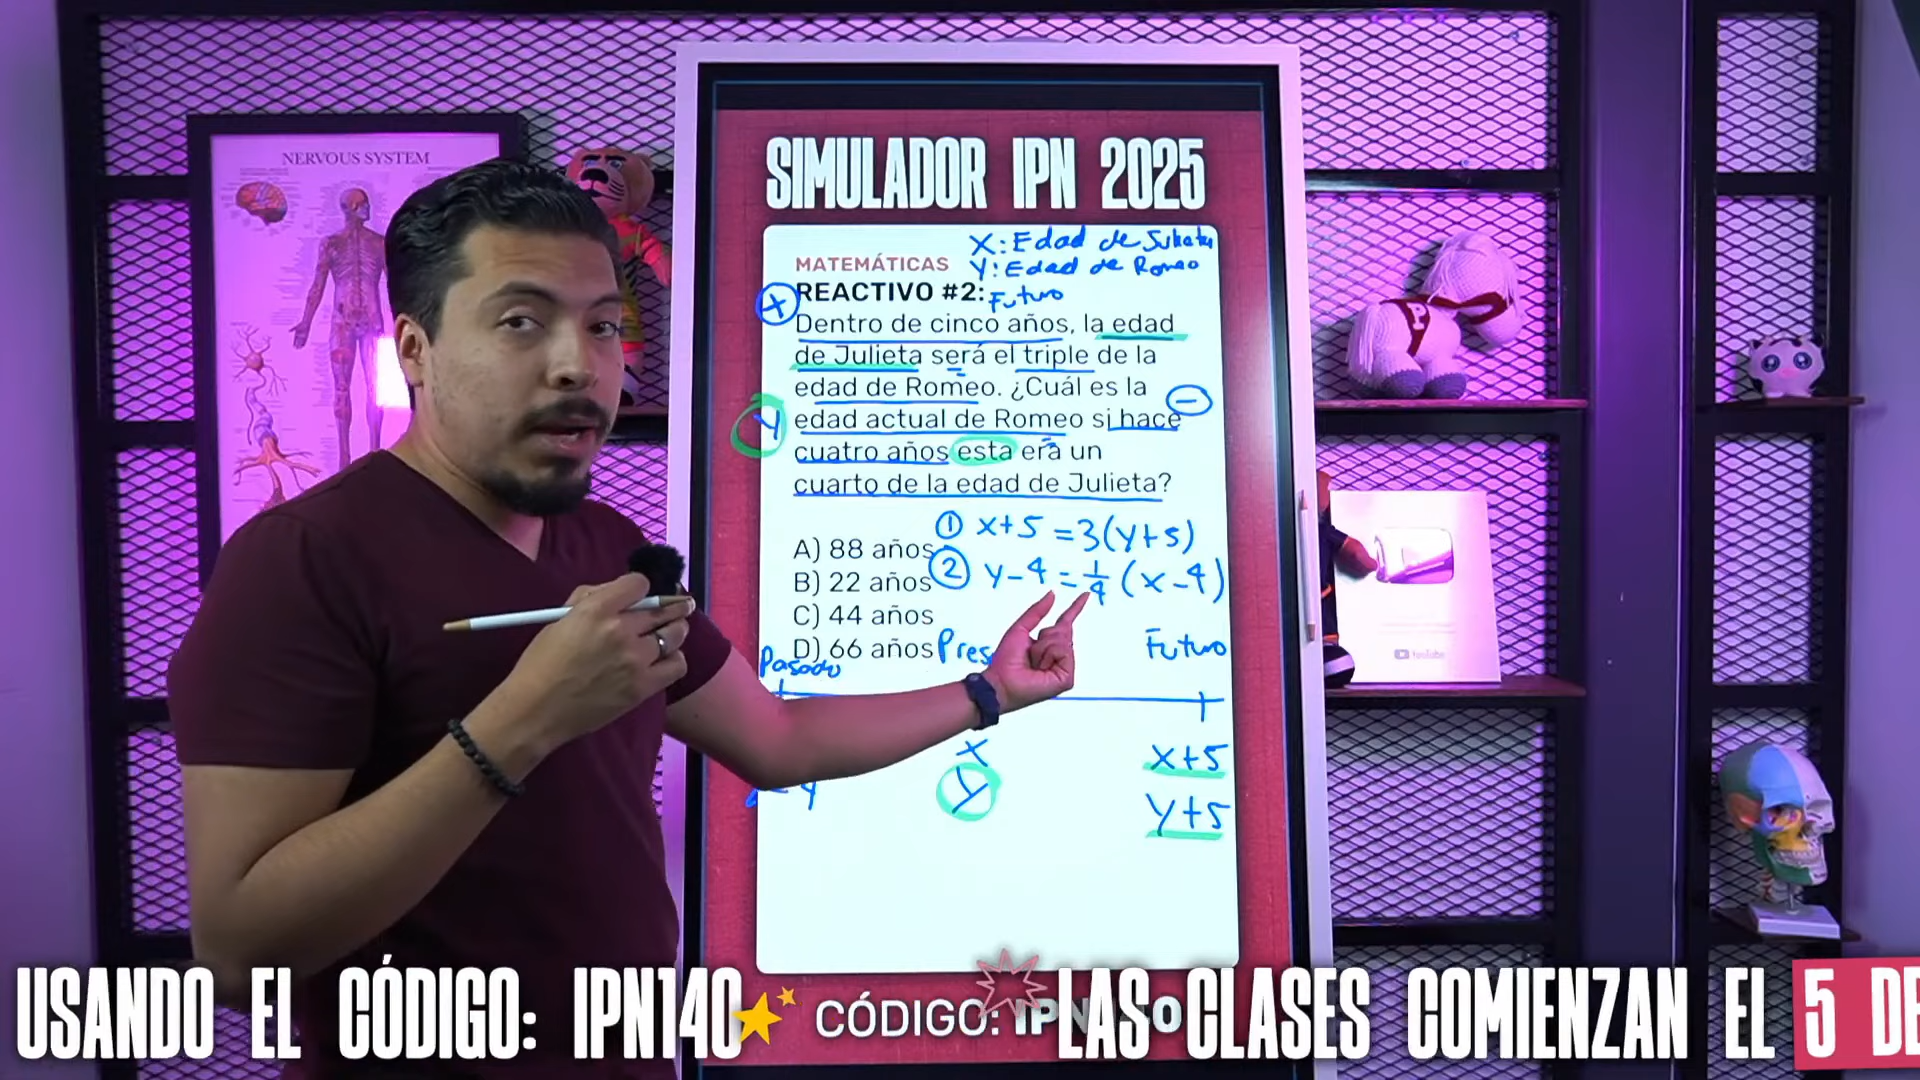 NERVOUS SYSTEM
SIMULADOR IPN 2025
X: Edad de Julieta
MATEMÁTICAS Y: Edad de Romeo
REACTIVO #2: Futuro
+
Dentro de cinco años, la edad
de Julieta será el triple de la
edad de Romeo. ¿Cuál es la
y edad actual de Romeo si hace −
cuatro años esta era un
cuarto de la edad de Julieta?
① x+5 = 3(y+5)
A) 88 años
② y-4 = 1/4 (x-4)
B) 22 años
C) 44 años
D) 66 años Pres Futuro
Pasado
x x+5
y y+5
P
YouTube
USANDO EL CÓDIGO: IPN140 LAS CLASES COMIENZAN EL 5 DE
CÓDIGO: